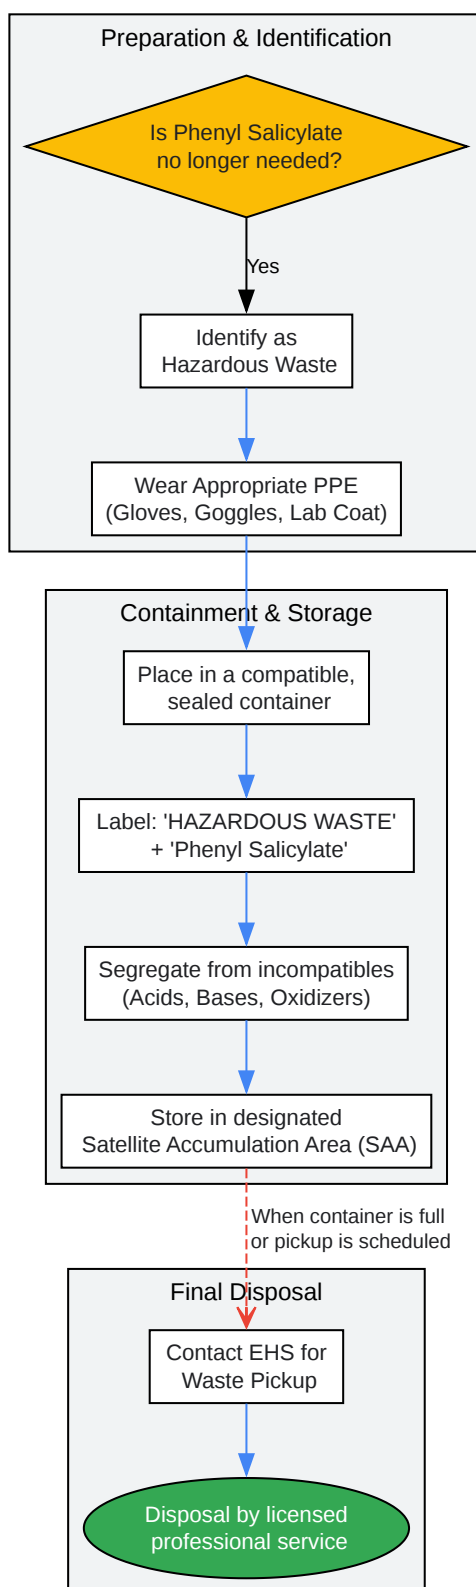 Preparation & Identification
Is Phenyl Salicylate
no longer needed?
Yes
Identify as
Hazardous Waste
Wear Appropriate PPE
(Gloves, Goggles, Lab Coat)
Containment & Storage
Place in a compatible,
sealed container
Label: 'HAZARDOUS WASTE'
+ 'Phenyl Salicylate'
Segregate from incompatibles
(Acids, Bases, Oxidizers)
Store in designated
Satellite Accumulation Area (SAA)
When container is full
or pickup is scheduled
Final Disposal
Contact EHS for
Waste Pickup
Disposal by licensed
professional service